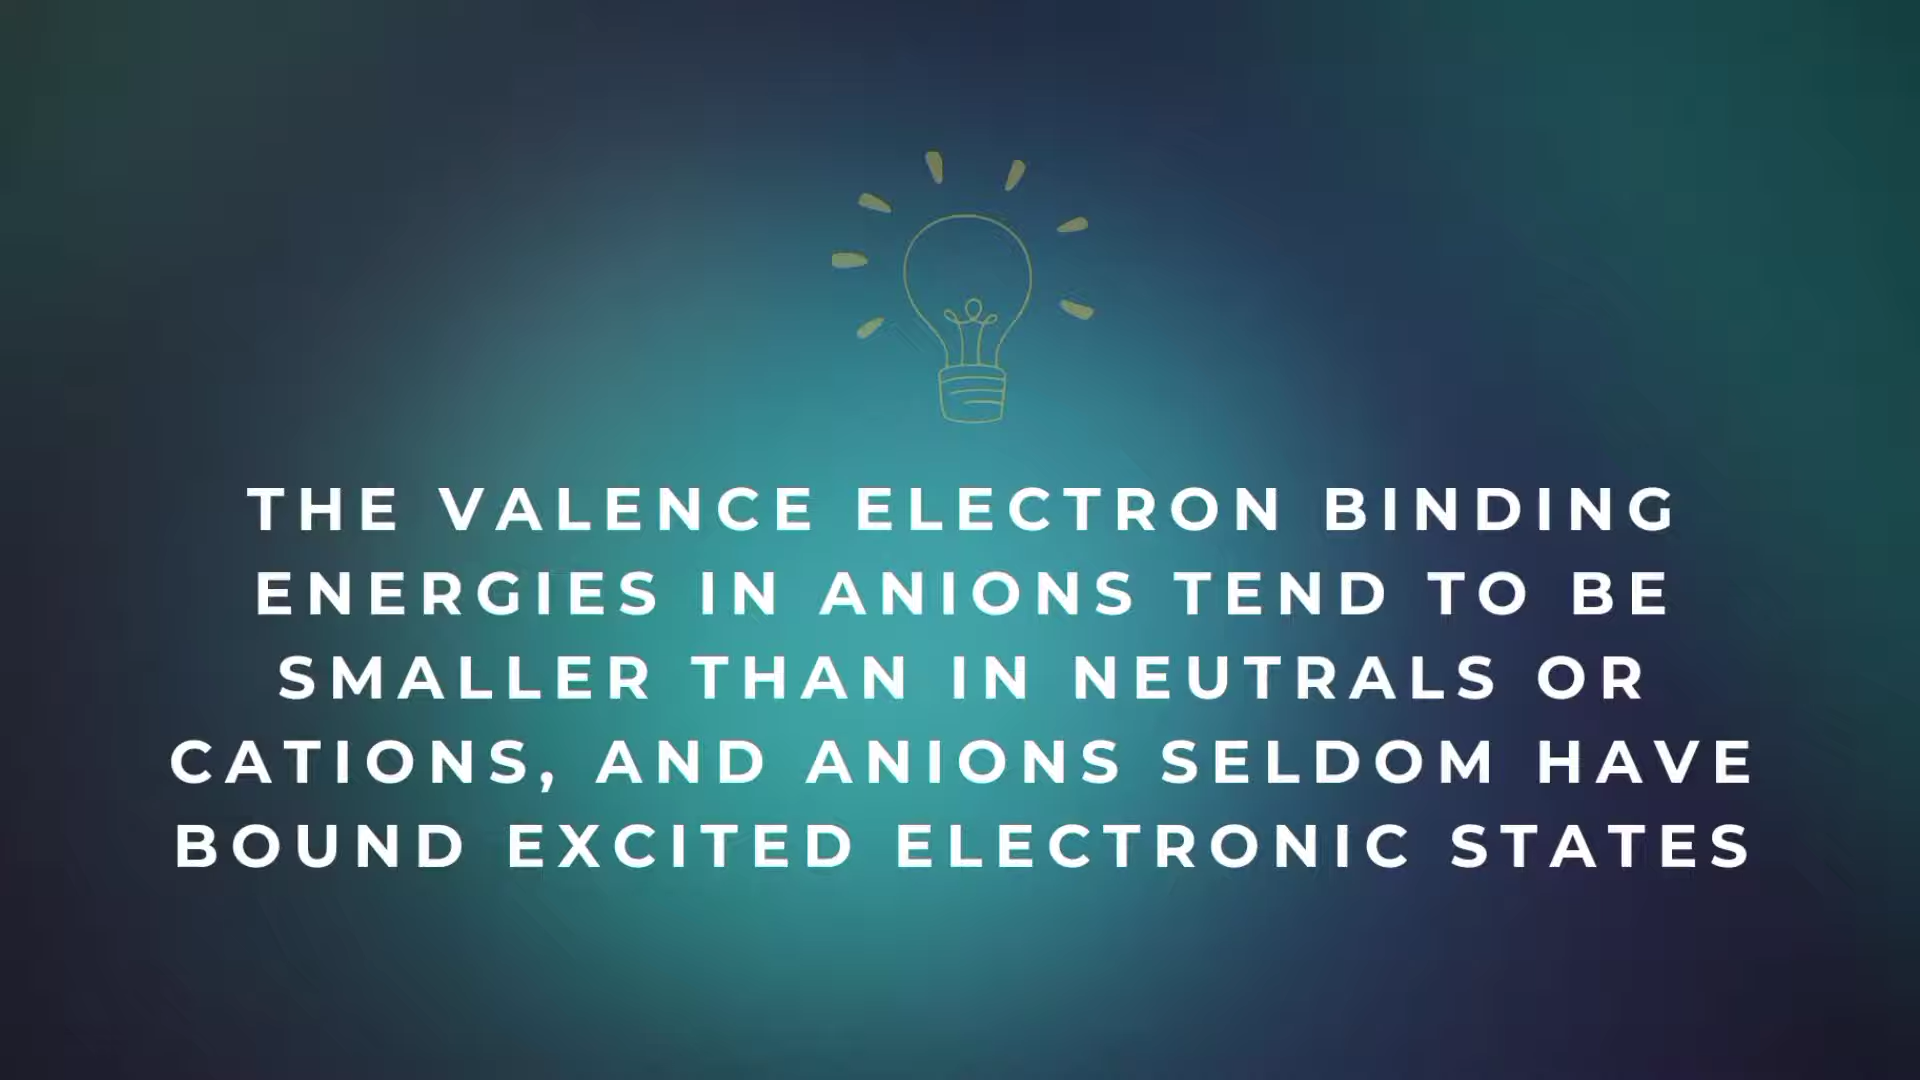 THE VALENCE ELECTRON BINDING
ENERGIES IN ANIONS TEND TO BE
SMALLER THAN IN NEUTRALS OR
CATIONS, AND ANIONS SELDOM HAVE
BOUND EXCITED ELECTRONIC STATES